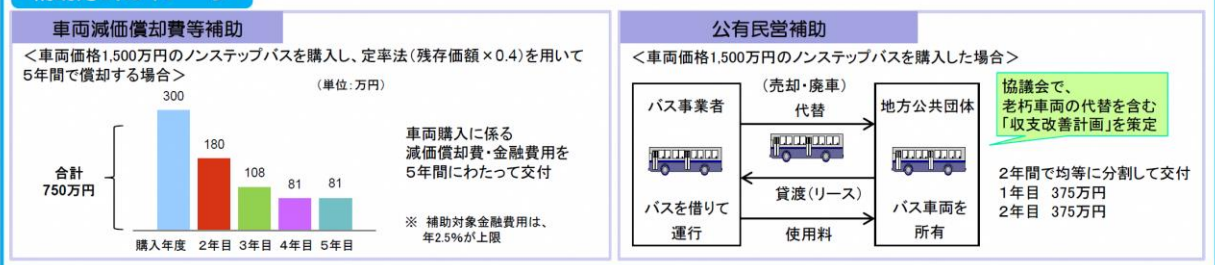 車両減価償却費等補助
＜車両価格1,500万円のノンステップバスを購入し、定率法(残存価額×0.4)を用いて
5年間で償却する場合＞
(単位:万円)
300
180
108
81
81
合計
750万円
購入年度 2年目 3年目 4年目 5年目
車両購入に係る
減価償却費・金融費用を
5年間にわたって交付
※ 補助対象金融費用は、
年2.5%が上限
公有民営補助
＜車両価格1,500万円のノンステップバスを購入した場合＞
バス事業者
バスを借りて
運行
(売却・廃車)
代替
貸渡(リース)
使用料
地方公共団体
バス車両を
所有
協議会で、
老朽車両の代替を含む
「収支改善計画」を策定
2年間で均等に分割して交付
1年目 375万円
2年目 375万円